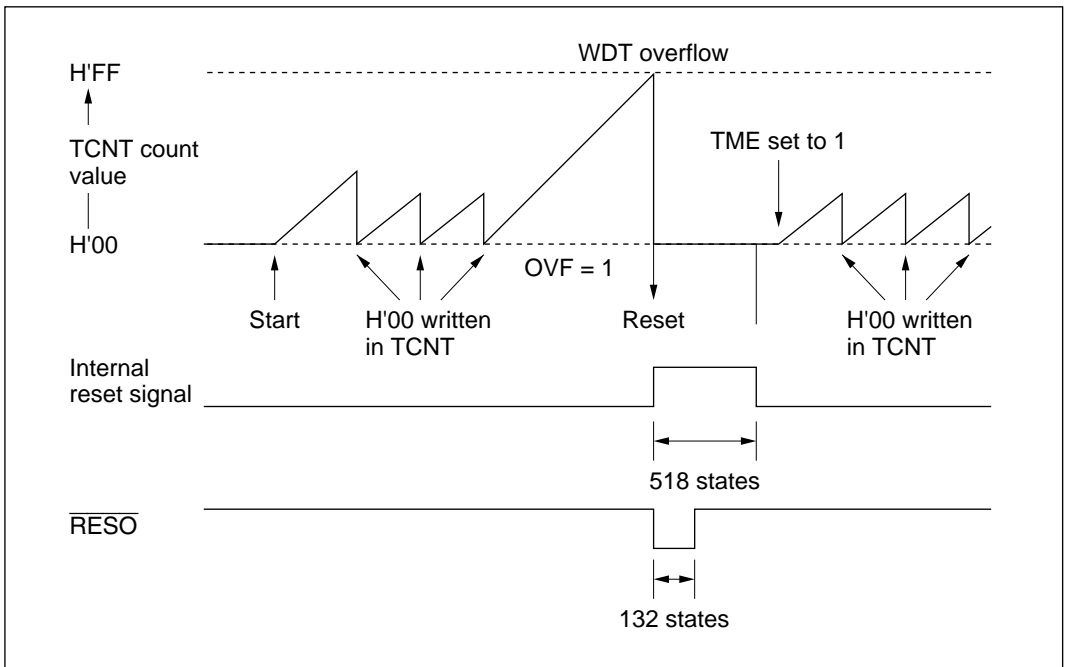 WDT overflow
H'FF
TCNT count
value
TME set to 1
H'00
OVF = 1
Start
H'00 written
in TCNT
Reset
H'00 written
in TCNT
Internal
reset signal
518 states
RESO
132 states